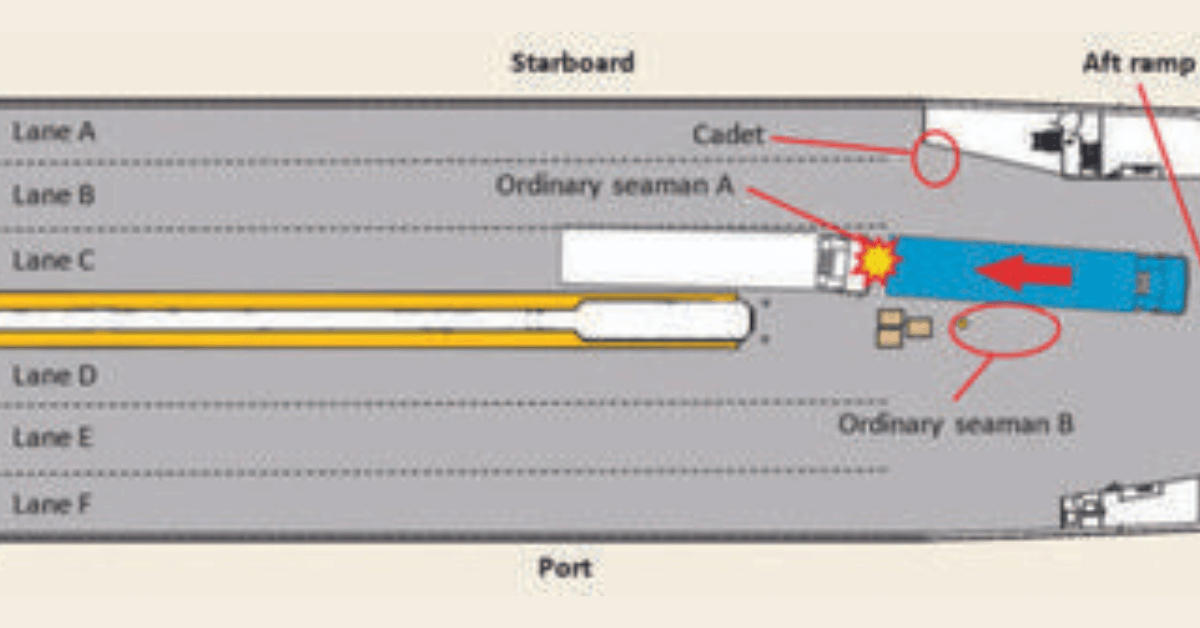 Starboard
Aft ramp
Lane A
Cadet
Ordinary seaman A
Lane B
Lane C
Lane D
Ordinary seaman B
Lane E
Lane F
Port